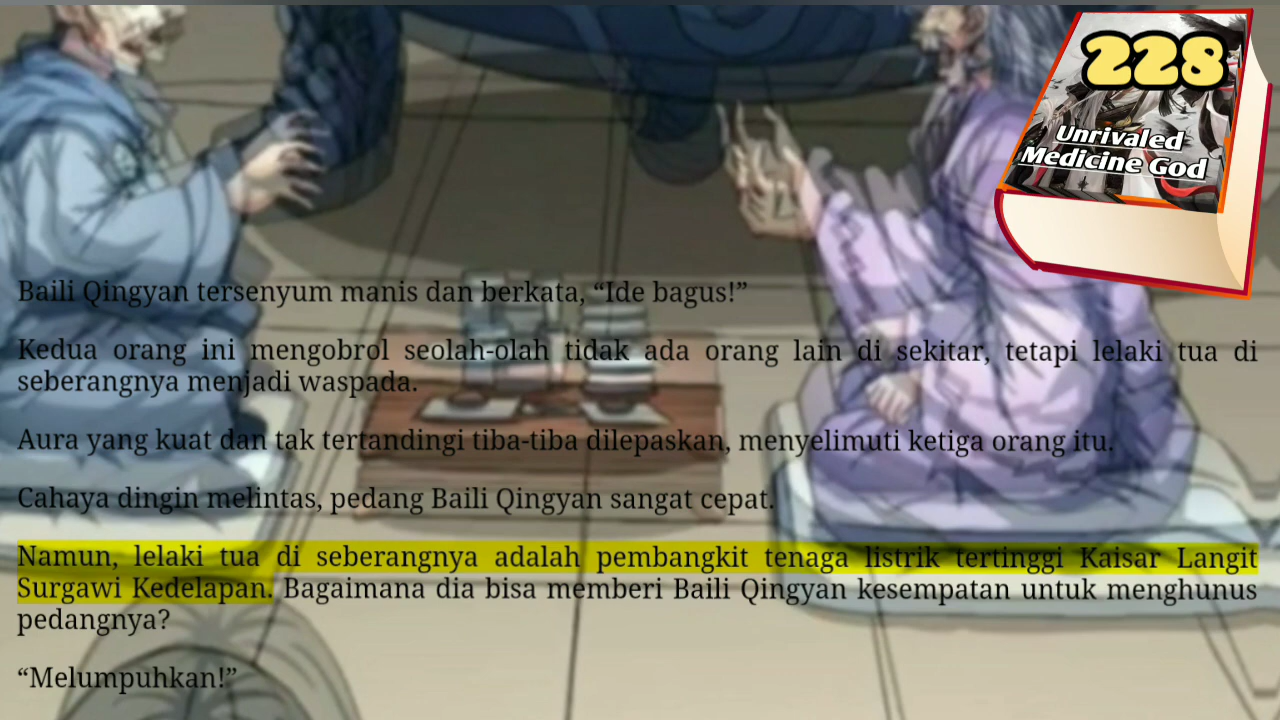 228
Unrivaled
Medicine God
Baili Qingyan tersenyum manis dan berkata, “Ide bagus!”
Kedua orang ini mengobrol seolah-olah tidak ada orang lain di sekitar, tetapi lelaki tua di
seberangnya menjadi waspada.
Aura yang kuat dan tak tertandingi tiba-tiba dilepaskan, menyelimuti ketiga orang itu.
Cahaya dingin melintas, pedang Baili Qingyan sangat cepat.
Namun, lelaki tua di seberangnya adalah pembangkit tenaga listrik tertinggi Kaisar Langit
Surgawi Kedelapan. Bagaimana dia bisa memberi Baili Qingyan kesempatan untuk menghunus
pedangnya?
“Melumpuhkan!”